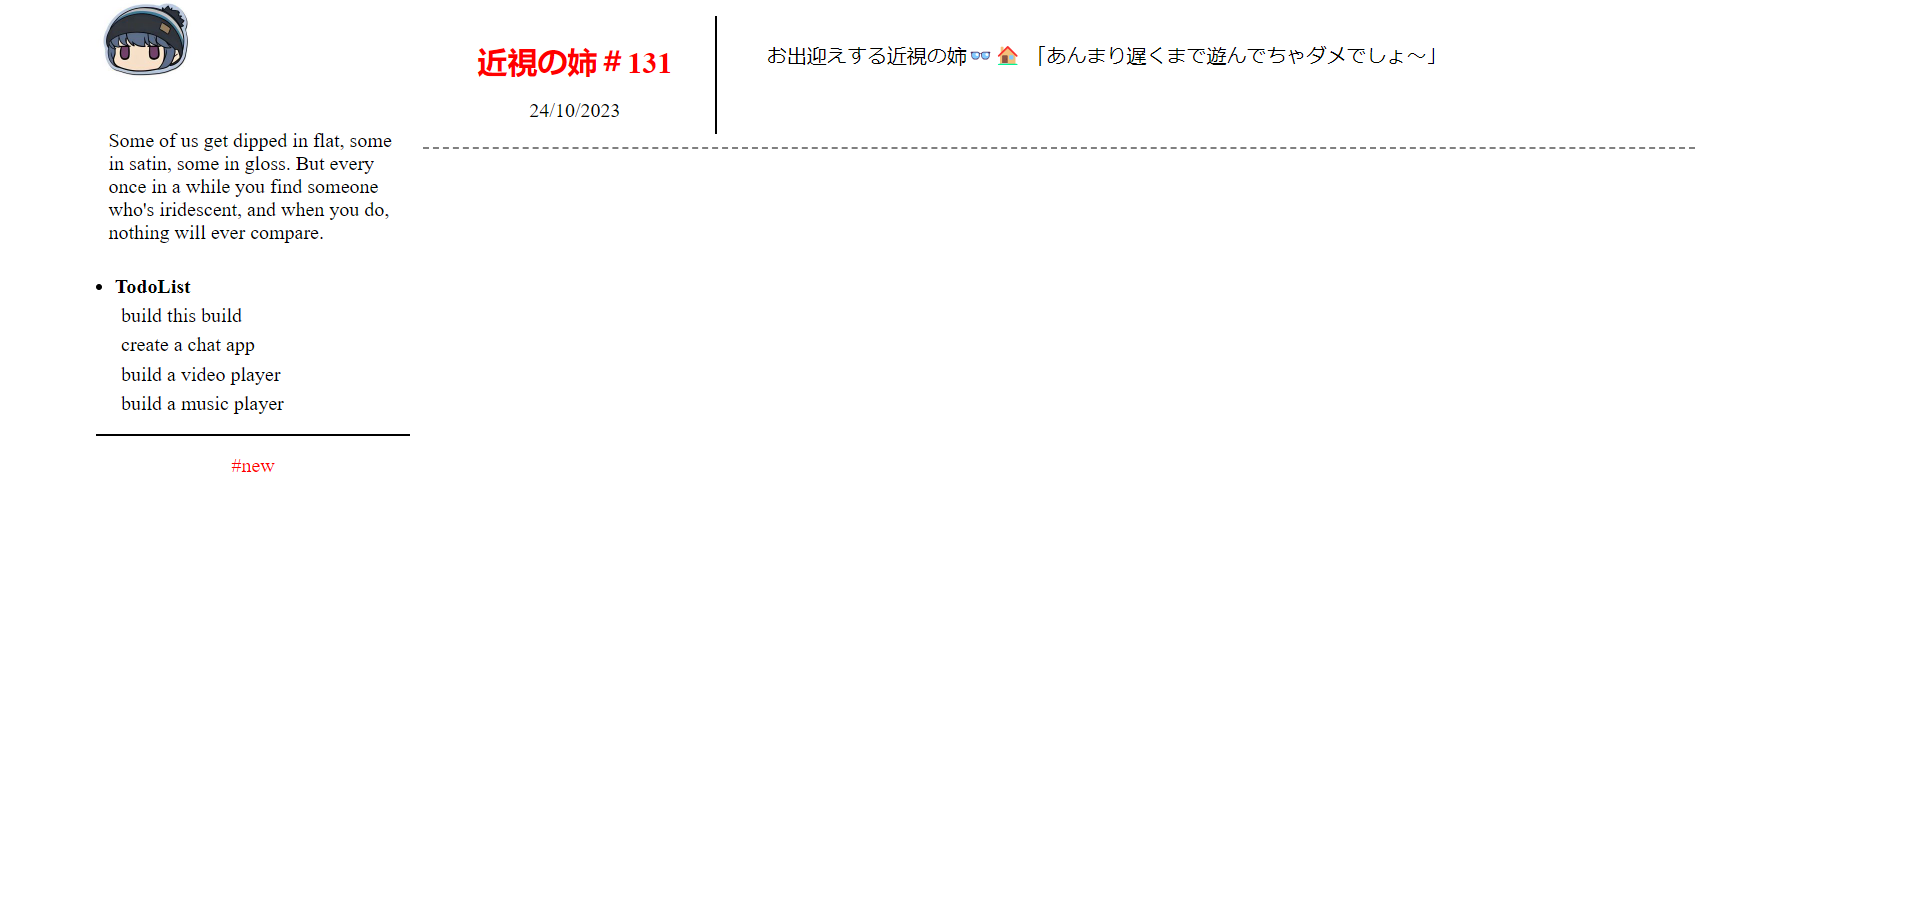 Some of us get dipped in flat, some
in satin, some in gloss. But every
once in a while you find someone
who's iridescent, and when you do,
nothing will ever compare.
TodoList
build this build
create a chat app
build a video player
build a music player
#new
近視の姉＃131
24/10/2023
お出迎えする近視の姉👓🏠「あんまり遅くまで遊んでちゃダメでしょ～」